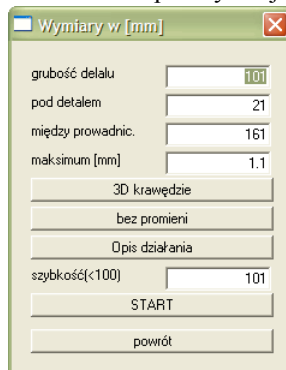 Wymiary w [mm]
grubość delalu 101
pod detalem 21
między prowadnic. 161
maksimum [mm] 1.1
3D krawędzie
bez promieni
Opis działania
szybkość(<100) 101
START
powrót